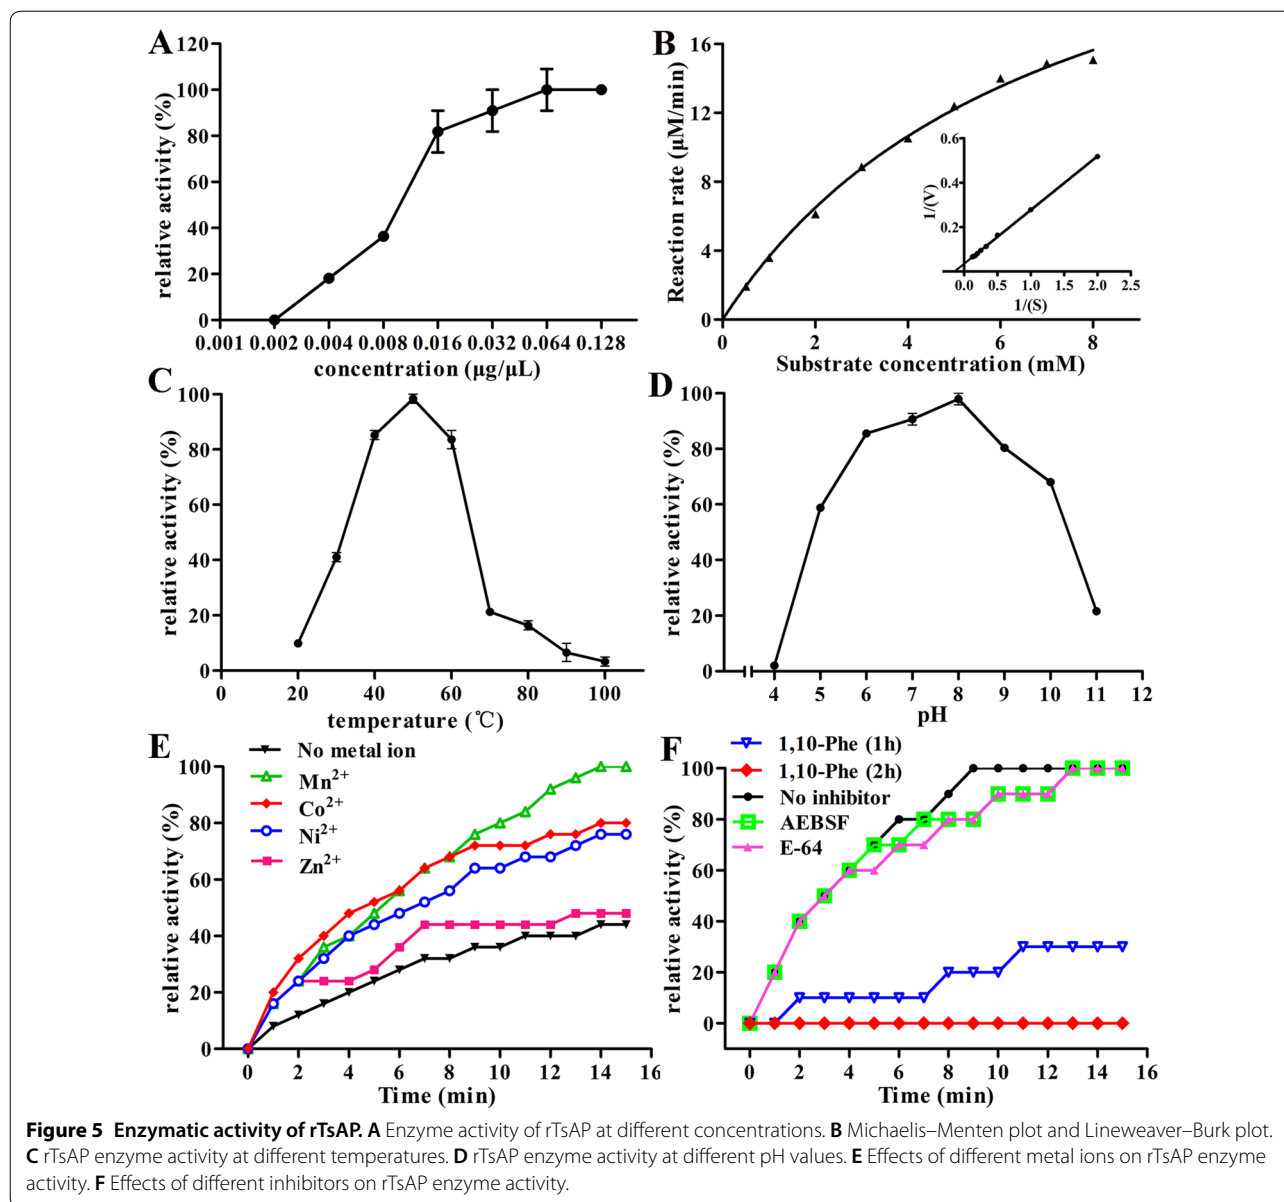 A
120
100
80
60
40
20
0
relative activity (%)
0.001 0.002 0.004 0.008 0.016 0.032 0.064 0.128
concentration (μg/μL)
B
16
12
8
4
0
Reaction rate (μM/min)
0 2 4 6 8
Substrate concentration (mM)
0.6
0.4
0.2
1/(V)
0.0 0.5 1.0 1.5 2.0 2.5
1/(S)
C
100
80
60
40
20
0
relative activity (%)
0 20 40 60 80 100
temperature (℃)
D
100
80
60
40
20
0
relative activity (%)
4 5 6 7 8 9 10 11 12
pH
E
No metal ion
Mn2+
Co2+
Ni2+
Zn2+
100
80
60
40
20
0
relative activity (%)
0 2 4 6 8 10 12 14 16
Time (min)
F
1,10-Phe (1h)
1,10-Phe (2h)
No inhibitor
AEBSF
E-64
100
80
60
40
20
0
relative activity (%)
0 2 4 6 8 10 12 14 16
Time (min)
Figure 5 Enzymatic activity of rTsAP. A Enzyme activity of rTsAP at different concentrations. B Michaelis–Menten plot and Lineweaver–Burk plot.
C rTsAP enzyme activity at different temperatures. D rTsAP enzyme activity at different pH values. E Effects of different metal ions on rTsAP enzyme
activity. F Effects of different inhibitors on rTsAP enzyme activity.